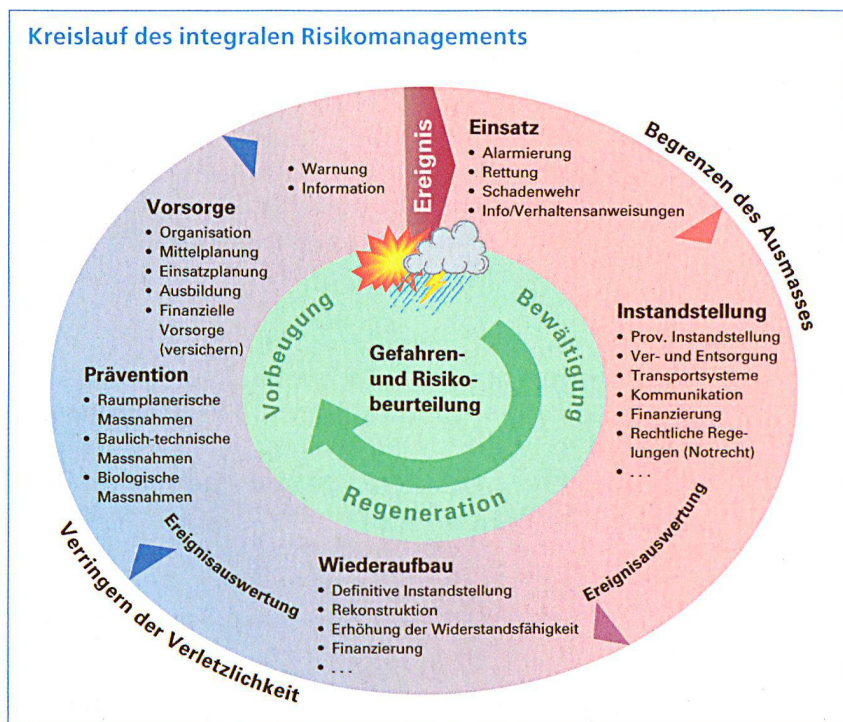 Kreislauf des integralen Risikomanagements
Ereignis
Einsatz
• Alarmierung
• Rettung
• Schadenwehr
• Info/Verhaltensanweisungen
Begrenzen des Ausmasses
Instandstellung
• Prov. Instandstellung
• Ver- und Entsorgung
• Transportsysteme
• Kommunikation
• Finanzierung
• Rechtliche Rege-
lungen (Notrecht)
• . . .
Ereignisauswertung
Wiederaufbau
• Definitive Instandstellung
• Rekonstruktion
• Erhöhung der Widerstandsfähigkeit
• Finanzierung
• . . .
Ereignisauswertung
Verringern der Verletzlichkeit
Prävention
• Raumplanerische
Massnahmen
• Baulich-technische
Massnahmen
• Biologische
Massnahmen
Vorsorge
• Organisation
• Mittelplanung
• Einsatzplanung
• Ausbildung
• Finanzielle
Vorsorge
(versichern)
• Warnung
• Information
Vorbeugung
Bewältigung
Regeneration
Gefahren-
und Risiko-
beurteilung